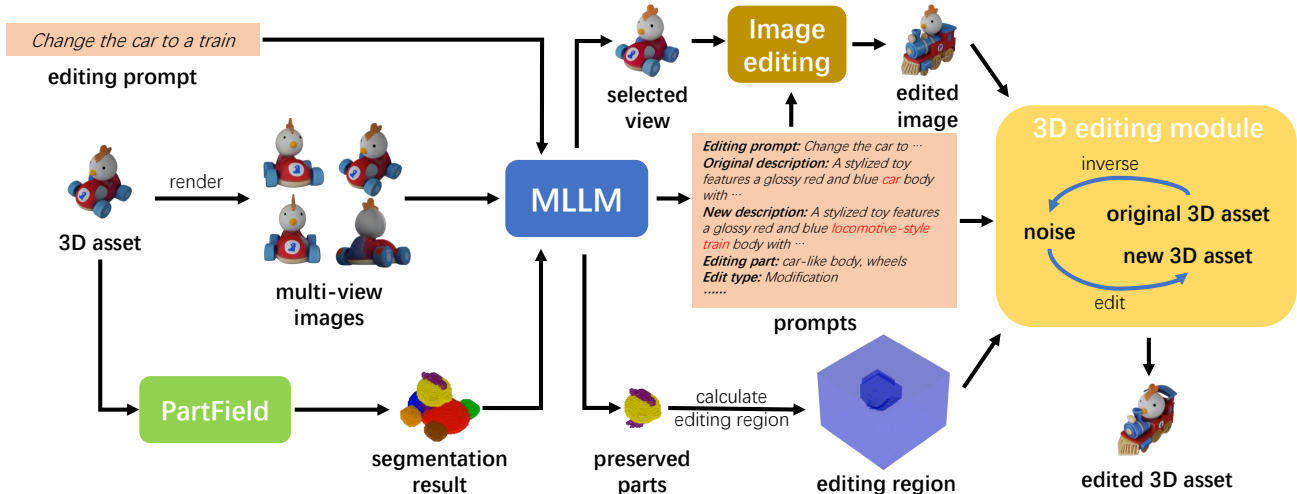 Change the car to a train
editing prompt
3D asset
render
multi-view
images
PartField
segmentation
result
MLLM
selected
view
Image
editing
edited
image
Editing prompt: Change the car to ···
Original description: A stylized toy
features a glossy red and blue car body
with ···
New description: A stylized toy features
a glossy red and blue locomotive-style
train body with ···
Editing part: car-like body, wheels
Edit type: Modification
······
prompts
preserved
parts
calculate
editing region
editing region
3D editing module
inverse
original 3D asset
noise
new 3D asset
edit
edited 3D asset